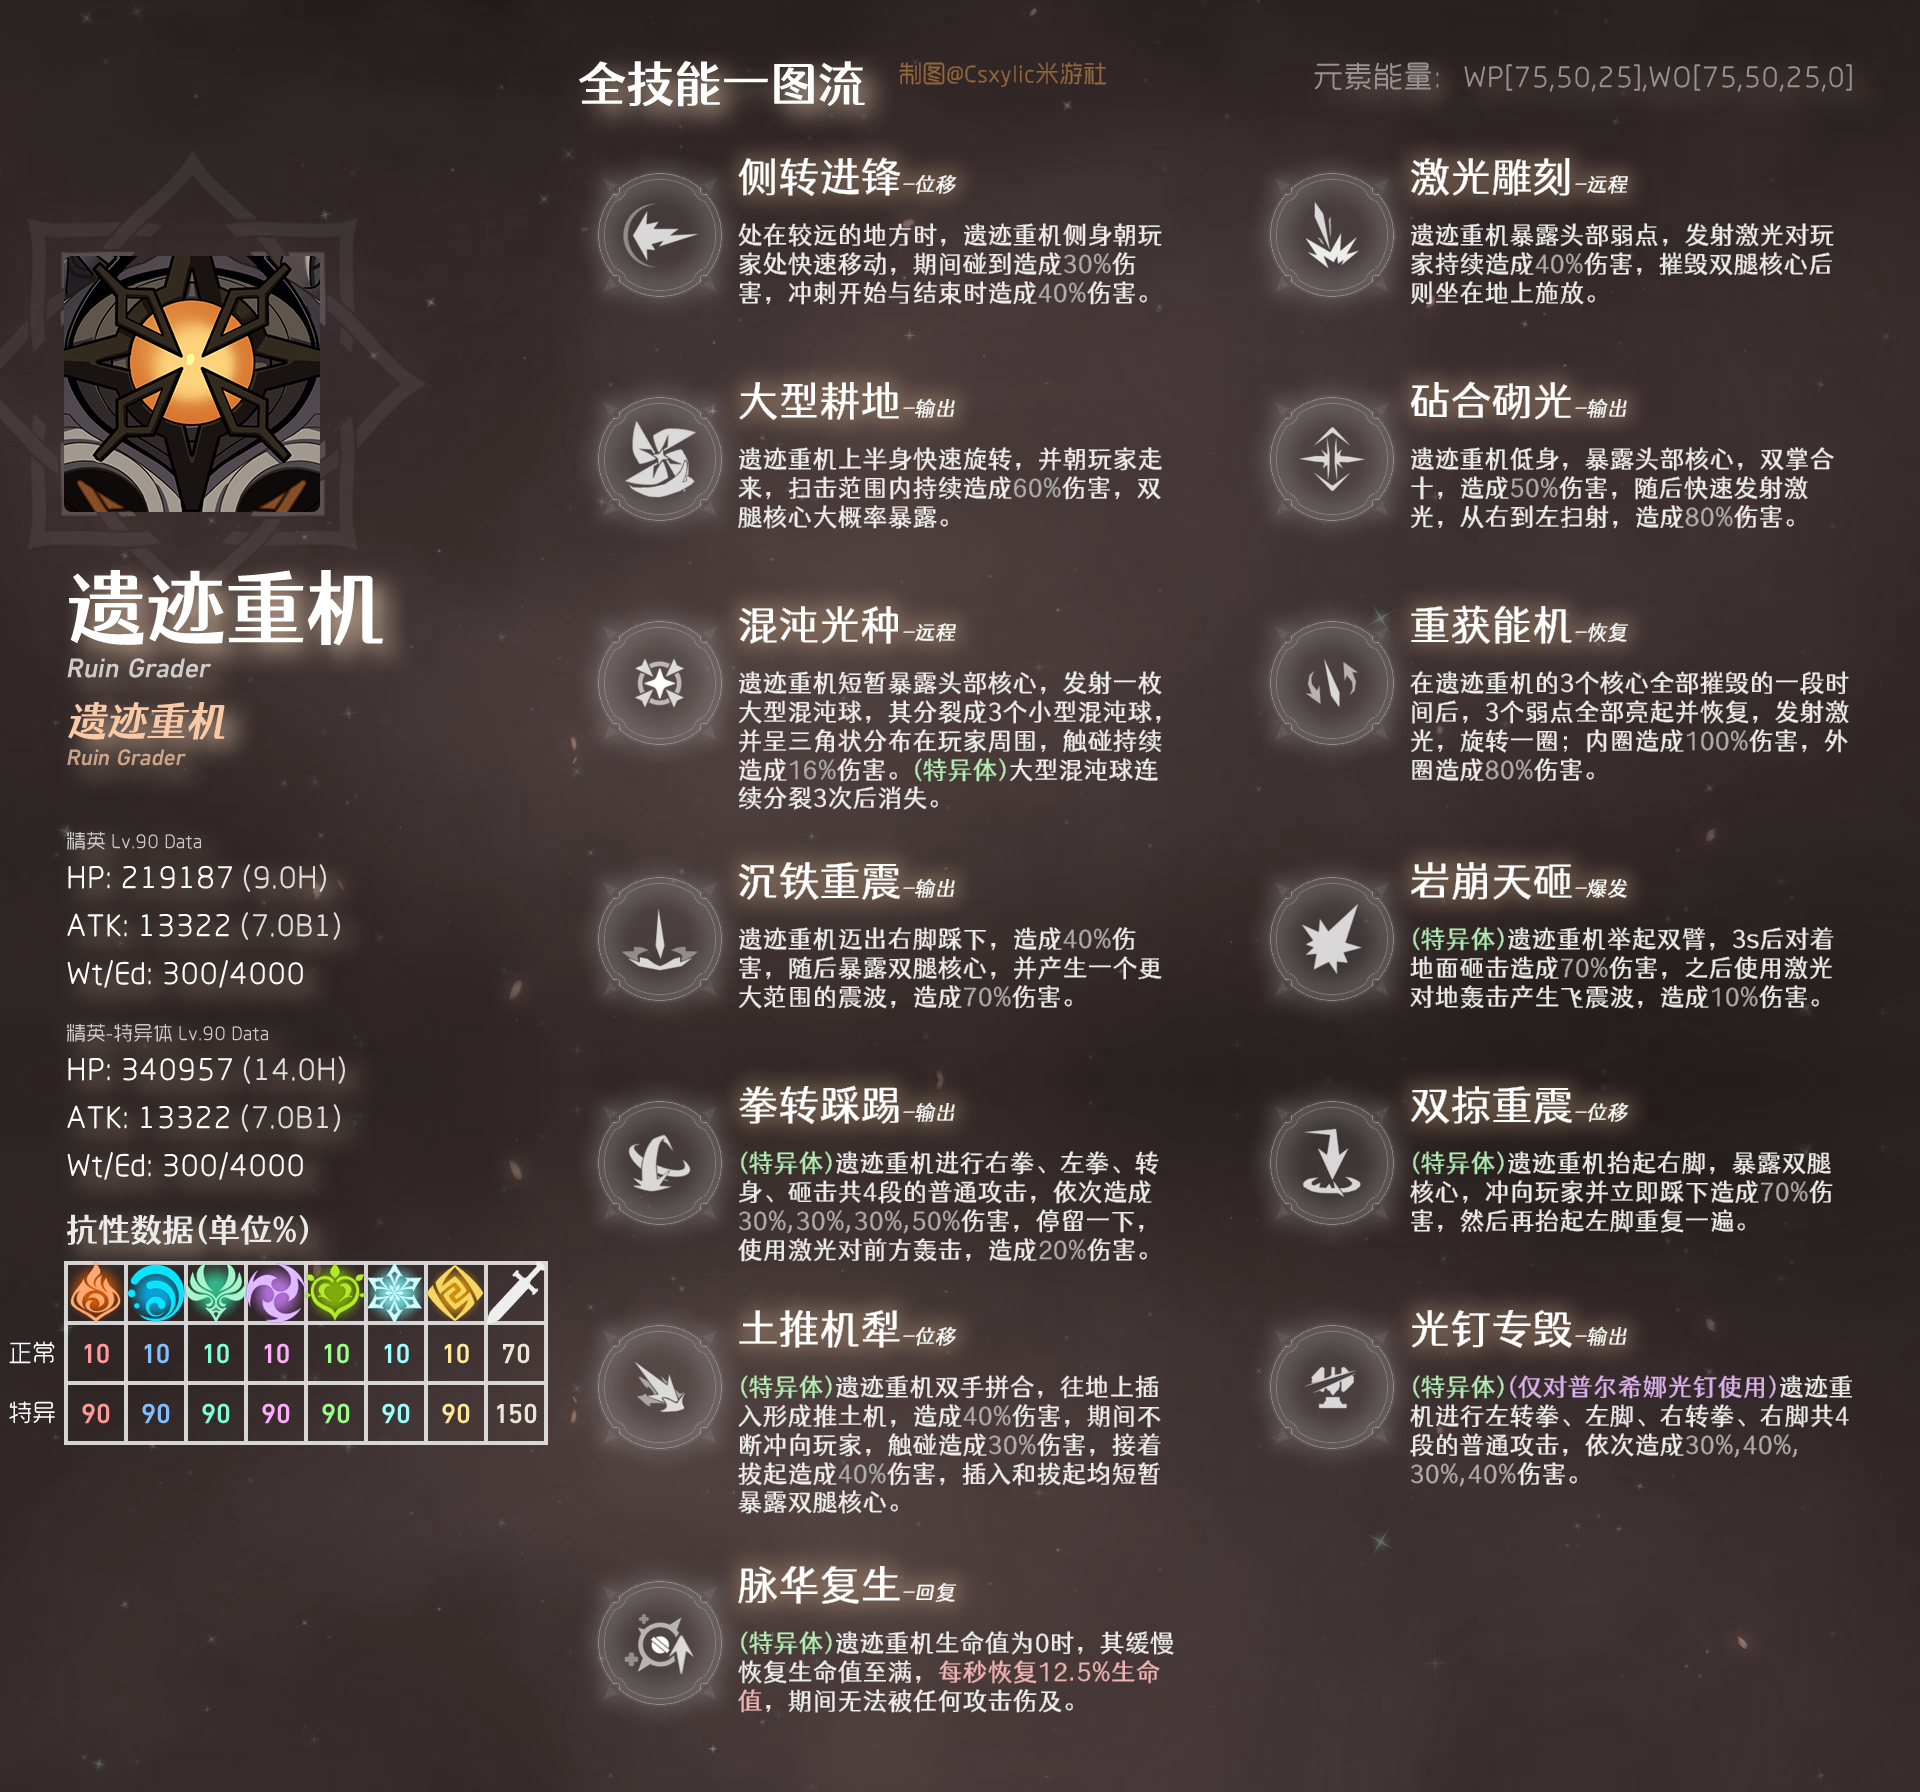 全技能一图流
制图@Csxylic米游社
元素能量: WP[75,50,25],WO[75,50,25,0]
遗迹重机
Ruin Grader
遗迹重机
Ruin Grader
精英 Lv.90 Data
HP: 219187 (9.0H)
ATK: 13322 (7.0B1)
Wt/Ed: 300/4000
精英-特异体 Lv.90 Data
HP: 340957 (14.0H)
ATK: 13322 (7.0B1)
Wt/Ed: 300/4000
抗性数据(单位%)
正常 10 10 10 10 10 10 10 70
特异 90 90 90 90 90 90 90 150
侧转进锋-位移
处在较远的地方时，遗迹重机侧身朝玩
家处快速移动，期间碰到造成30%伤
害，冲刺开始与结束时造成40%伤害。
激光雕刻-远程
遗迹重机暴露头部弱点，发射激光对玩
家持续造成40%伤害，摧毁双腿核心后
则坐在地上施放。
大型耕地-输出
遗迹重机上半身快速旋转，并朝玩家走
来，扫击范围内持续造成60%伤害，双
腿核心大概率暴露。
砧合砌光-输出
遗迹重机低身，暴露头部核心，双掌合
十，造成50%伤害，随后快速发射激
光，从右到左扫射，造成80%伤害。
混沌光种-远程
遗迹重机短暂暴露头部核心，发射一枚
大型混沌球，其分裂成3个小型混沌球，
并呈三角状分布在玩家周围，触碰持续
造成16%伤害。(特异体)大型混沌球连
续分裂3次后消失。
重获能机-恢复
在遗迹重机的3个核心全部摧毁的一段时
间后，3个弱点全部亮起并恢复，发射激
光，旋转一圈；内圈造成100%伤害，外
圈造成80%伤害。
沉铁重震-输出
遗迹重机迈出右脚踩下，造成40%伤
害，随后暴露双腿核心，并产生一个更
大范围的震波，造成70%伤害。
岩崩天砸-爆发
(特异体)遗迹重机举起双臂，3s后对着
地面砸击造成70%伤害，之后使用激光
对地轰击产生飞震波，造成10%伤害。
拳转踩踢-输出
(特异体)遗迹重机进行右拳、左拳、转
身、砸击共4段的普通攻击，依次造成
30%,30%,30%,50%伤害，停留一下，
使用激光对前方轰击，造成20%伤害。
双掠重震-位移
(特异体)遗迹重机抬起右脚，暴露双腿
核心，冲向玩家并立即踩下造成70%伤
害，然后再抬起左脚重复一遍。
土推机犁-位移
(特异体)遗迹重机双手拼合，往地上插
入形成推土机，造成40%伤害，期间不
断冲向玩家，触碰造成30%伤害，接着
拔起造成40%伤害，插入和拔起均短暂
暴露双腿核心。
光钉专毁-输出
(特异体)(仅对普尔希娜光钉使用)遗迹重
机进行左转拳、左脚、右转拳、右脚共4
段的普通攻击，依次造成30%,40%,
30%,40%伤害。
脉华复生-回复
(特异体)遗迹重机生命值为0时，其缓慢
恢复生命值至满，每秒恢复12.5%生命
值，期间无法被任何攻击伤及。